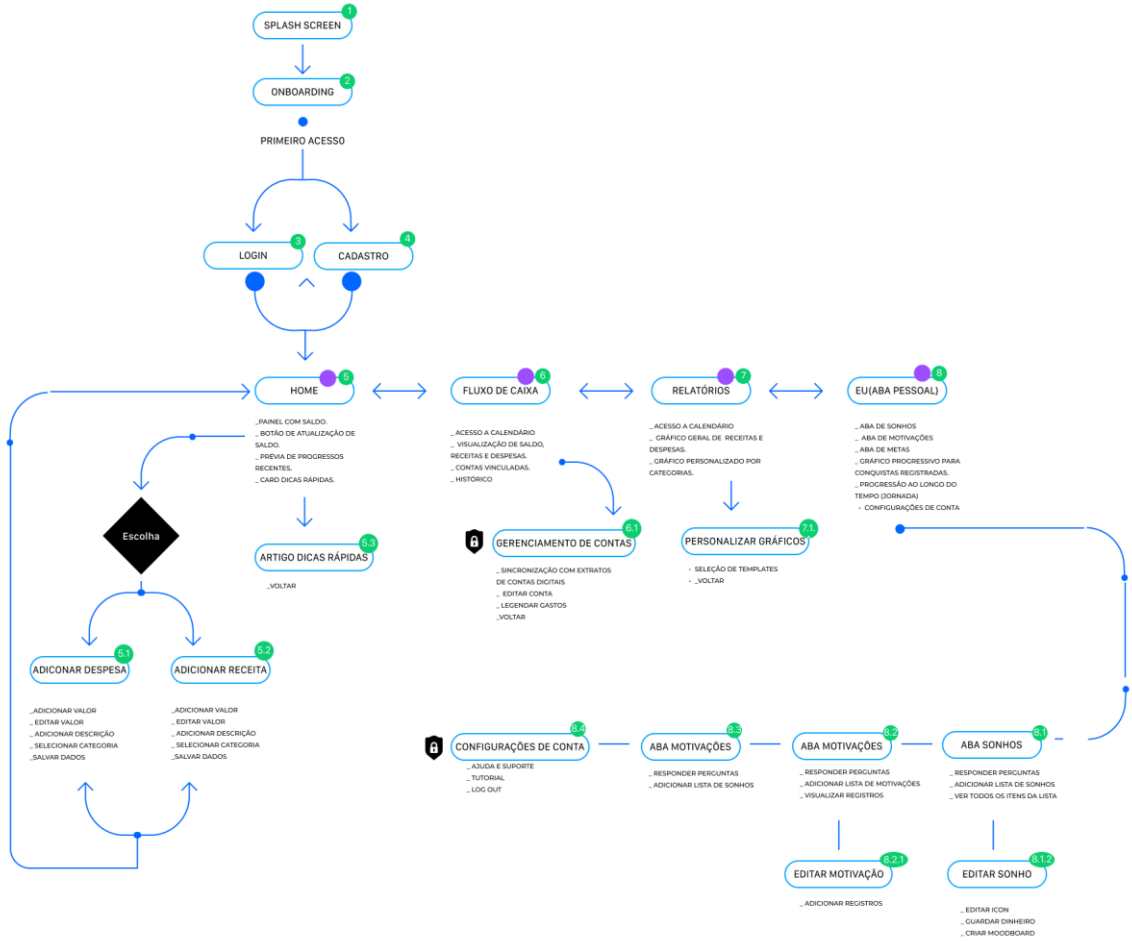 1
SPLASH SCREEN
2
ONBOARDING
PRIMEIRO ACESSO
3
LOGIN
4
CADASTRO
5
HOME
_PAINEL COM SALDO.
_ BOTÃO DE ATUALIZAÇÃO DE
SALDO.
_ PRÉVIA DE PROGRESSOS
RECENTES.
_ CARD DICAS RÁPIDAS.
6
FLUXO DE CAIXA
_ ACESSO A CALENDÁRIO
_ VISUALIZAÇÃO DE SALDO,
RECEITAS E DESPESAS.
_ CONTAS VINCULADAS.
_ HISTÓRICO
7
RELATÓRIOS
_ ACESSO A CALENDÁRIO
_ GRÁFICO GERAL DE RECEITAS E
DESPESAS.
_ GRÁFICO PERSONALIZADO POR
CATEGORIAS.
8
EU(ABA PESSOAL)
_ ABA DE SONHOS
_ ABA DE MOTIVAÇÕES
_ ABA DE METAS
_ GRÁFICO PROGRESSIVO PARA
CONQUISTAS REGISTRADAS.
_ PROGRESSÃO AO LONGO DO
TEMPO (JORNADA)
• CONFIGURAÇÕES DE CONTA
Escolha
5.3
ARTIGO DICAS RÁPIDAS
_VOLTAR
6.1
GERENCIAMENTO DE CONTAS
_ SINCRONIZAÇÃO COM EXTRATOS
DE CONTAS DIGITAIS
_ EDITAR CONTA
_ LEGENDAR GASTOS
_VOLTAR
7.1.
PERSONALIZAR GRÁFICOS
• SELEÇÃO DE TEMPLATES
• _VOLTAR
5.1
ADICONAR DESPESA
_ADICIONAR VALOR
_ EDITAR VALOR
_ ADICIONAR DESCRIÇÃO
_ SELECIONAR CATEGORIA
_SALVAR DADOS
5.2
ADICIONAR RECEITA
_ADICIONAR VALOR
_ EDITAR VALOR
_ ADICIONAR DESCRIÇÃO
_ SELECIONAR CATEGORIA
_SALVAR DADOS
8.4
CONFIGURAÇÕES DE CONTA
_ AJUDA E SUPORTE
_ TUTORIAL
_ LOG OUT
8.3
ABA MOTIVAÇÕES
_ RESPONDER PERGUNTAS
_ ADICIONAR LISTA DE SONHOS
8.2
ABA MOTIVAÇÕES
_ RESPONDER PERGUNTAS
_ ADICIONAR LISTA DE MOTIVAÇÕES
_ VISUALIZAR REGISTROS
8.1
ABA SONHOS
_ RESPONDER PERGUNTAS
_ ADICIONAR LISTA DE SONHOS
_ VER TODOS OS ITENS DA LISTA
8.2.1
EDITAR MOTIVAÇÃO
_ ADICIONAR REGISTROS
8.1.2
EDITAR SONHO
_ EDITAR ICON
_ GUARDAR DINHEIRO
_ CRIAR MOODBOARD